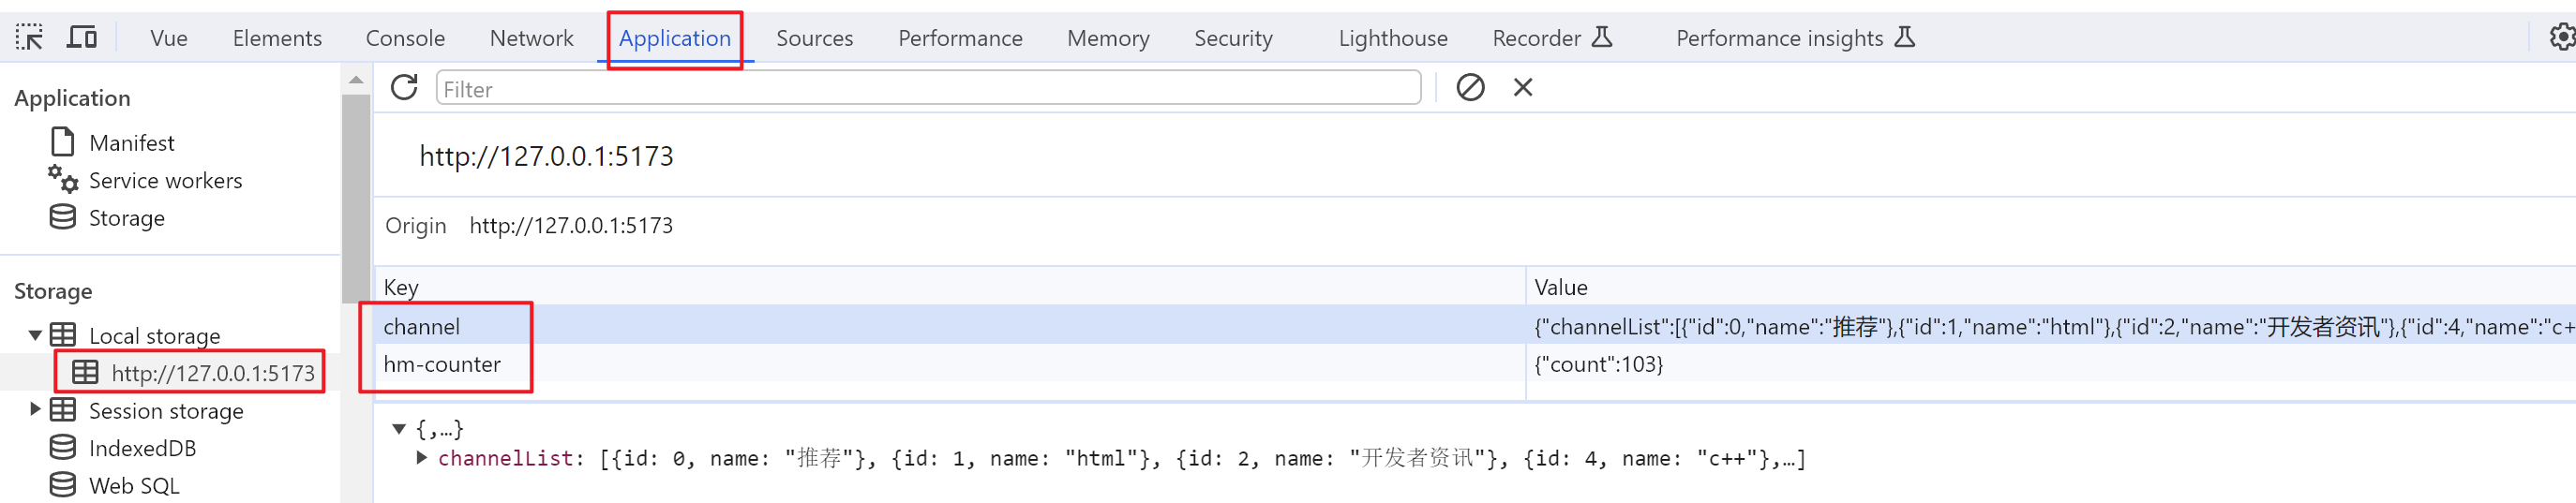 Vue Elements Console Network Application Sources Performance Memory Security Lighthouse Recorder Performance insights
Application
Manifest
Service workers
Storage
Storage
Local storage
http://127.0.0.1:5173
Session storage
IndexedDB
Web SQL
Filter
http://127.0.0.1:5173
Origin http://127.0.0.1:5173
Key Value
channel {"channelList":[{"id":0,"name":"推荐"},{"id":1,"name":"html"},{"id":2,"name":"开发者资讯"},{"id":4,"name":"c+
hm-counter {"count":103}
{,…}
channelList: [{id: 0, name: "推荐"}, {id: 1, name: "html"}, {id: 2, name: "开发者资讯"}, {id: 4, name: "c++"},…]